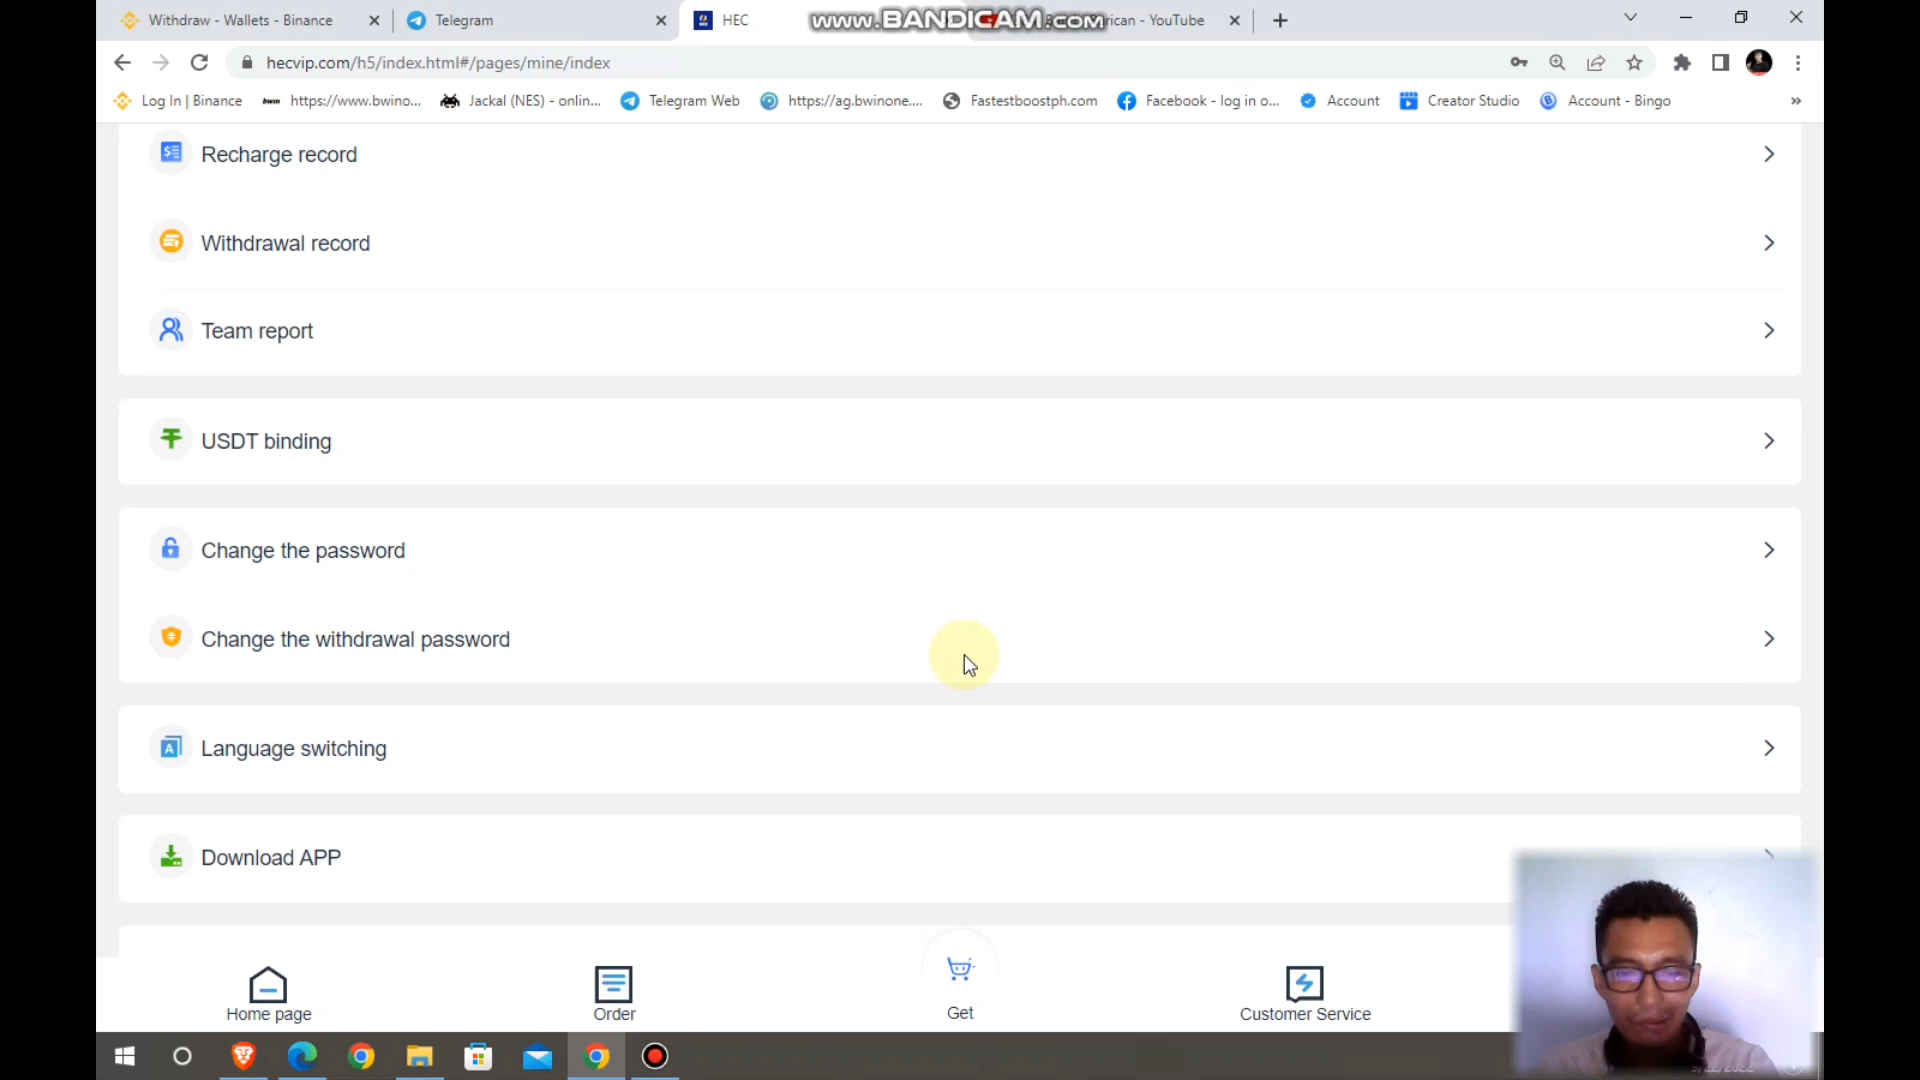 Withdraw - Wallets - Binance
Telegram
HEC
www.BANDICAM.com
rican - YouTube
hecvip.com/h5/index.html#/pages/mine/index
Log In | Binance
bwin
https://www.bwino...
Jackal (NES) - onlin...
Telegram Web
https://ag.bwinone....
Fastestboostph.com
Facebook - log in o...
Account
Creator Studio
Account - Bingo
Recharge record
Withdrawal record
Team report
USDT binding
Change the password
Change the withdrawal password
Language switching
Download APP
Home page
Order
Get
Customer Service